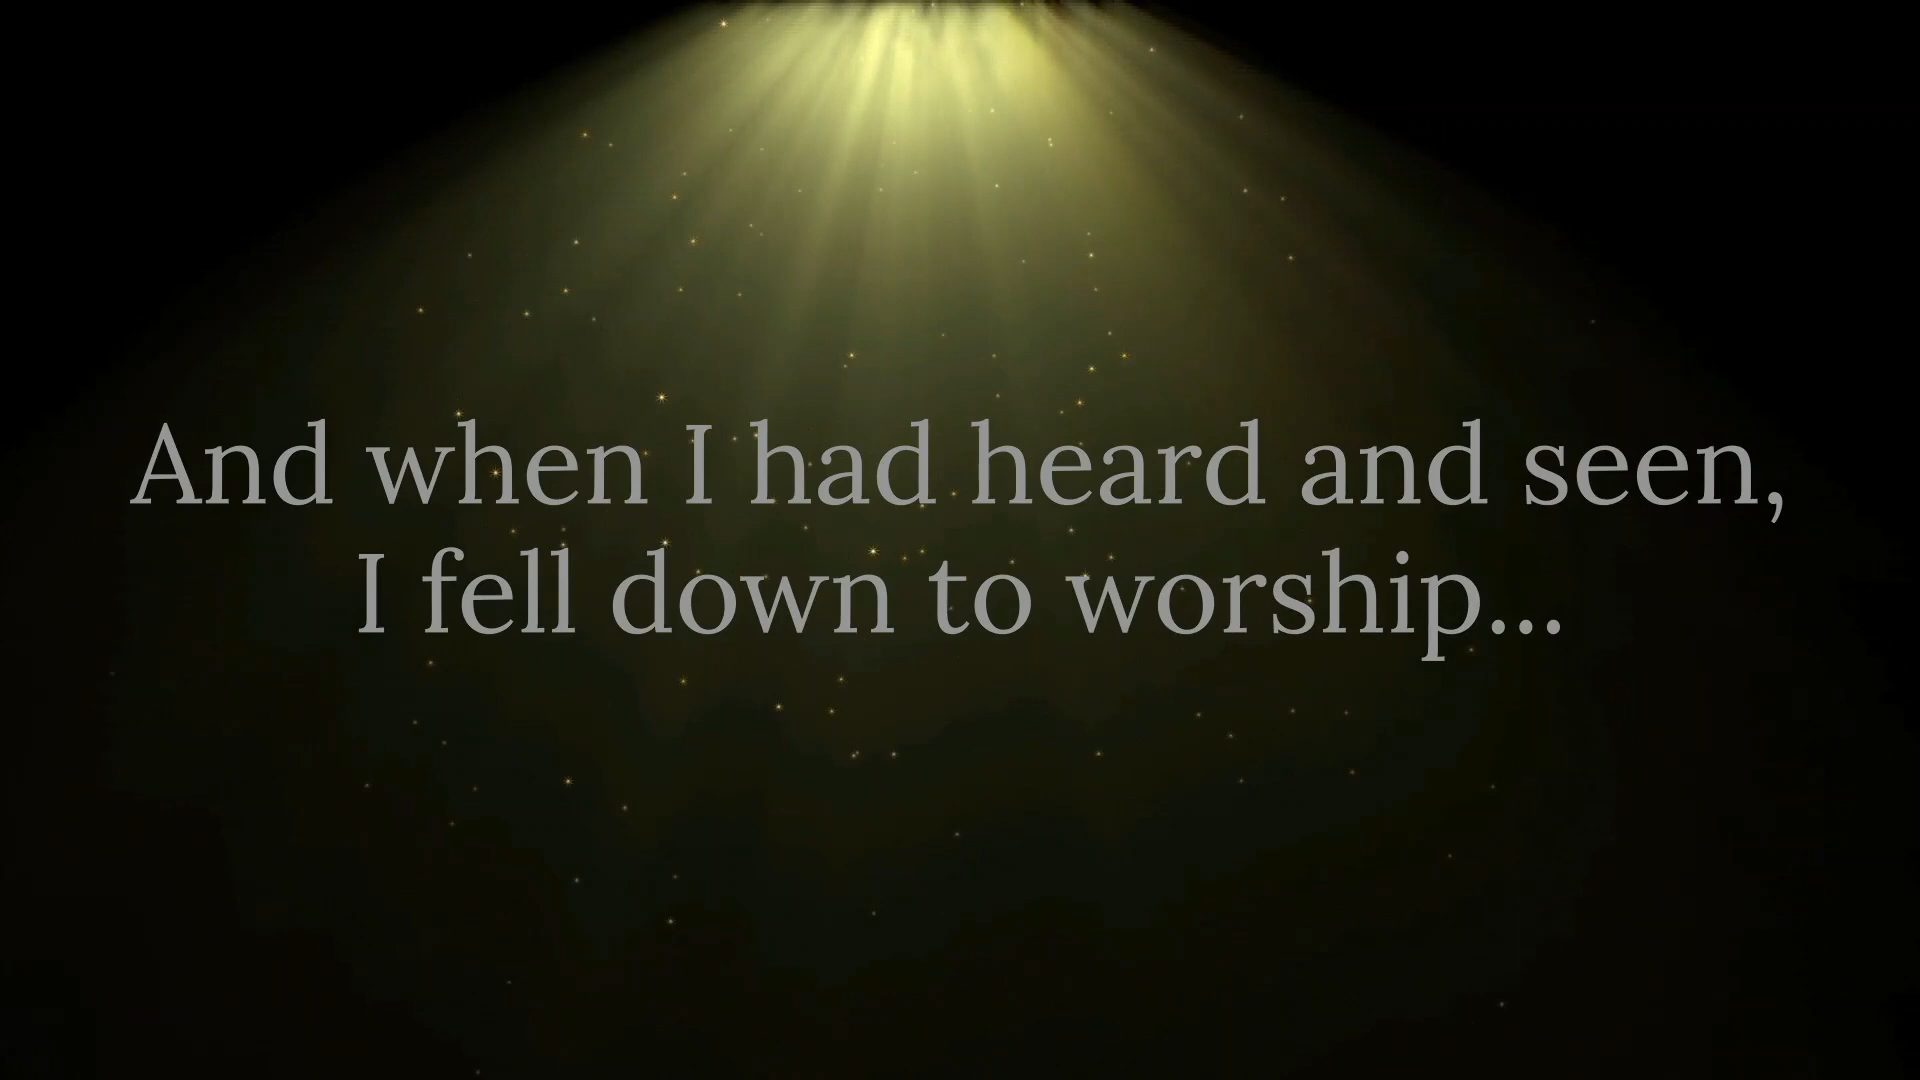 And when I had heard and seen,
I fell down to worship...